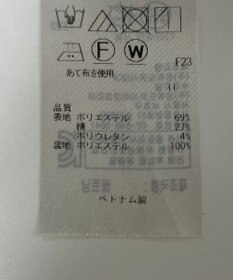 F W F23
あて布を使用
11
品質
表地 ポリエステル 69%
綿 27%
ポリウレタン 4%
裏地 ポリエステル 100%
ベトナム製